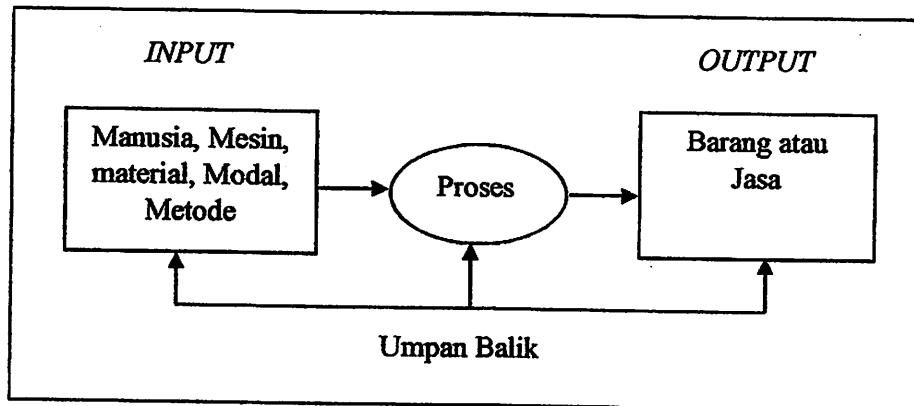 INPUT
OUTPUT
Manusia, Mesin,
material, Modal,
Metode
Proses
Barang atau
Jasa
Umpan Balik